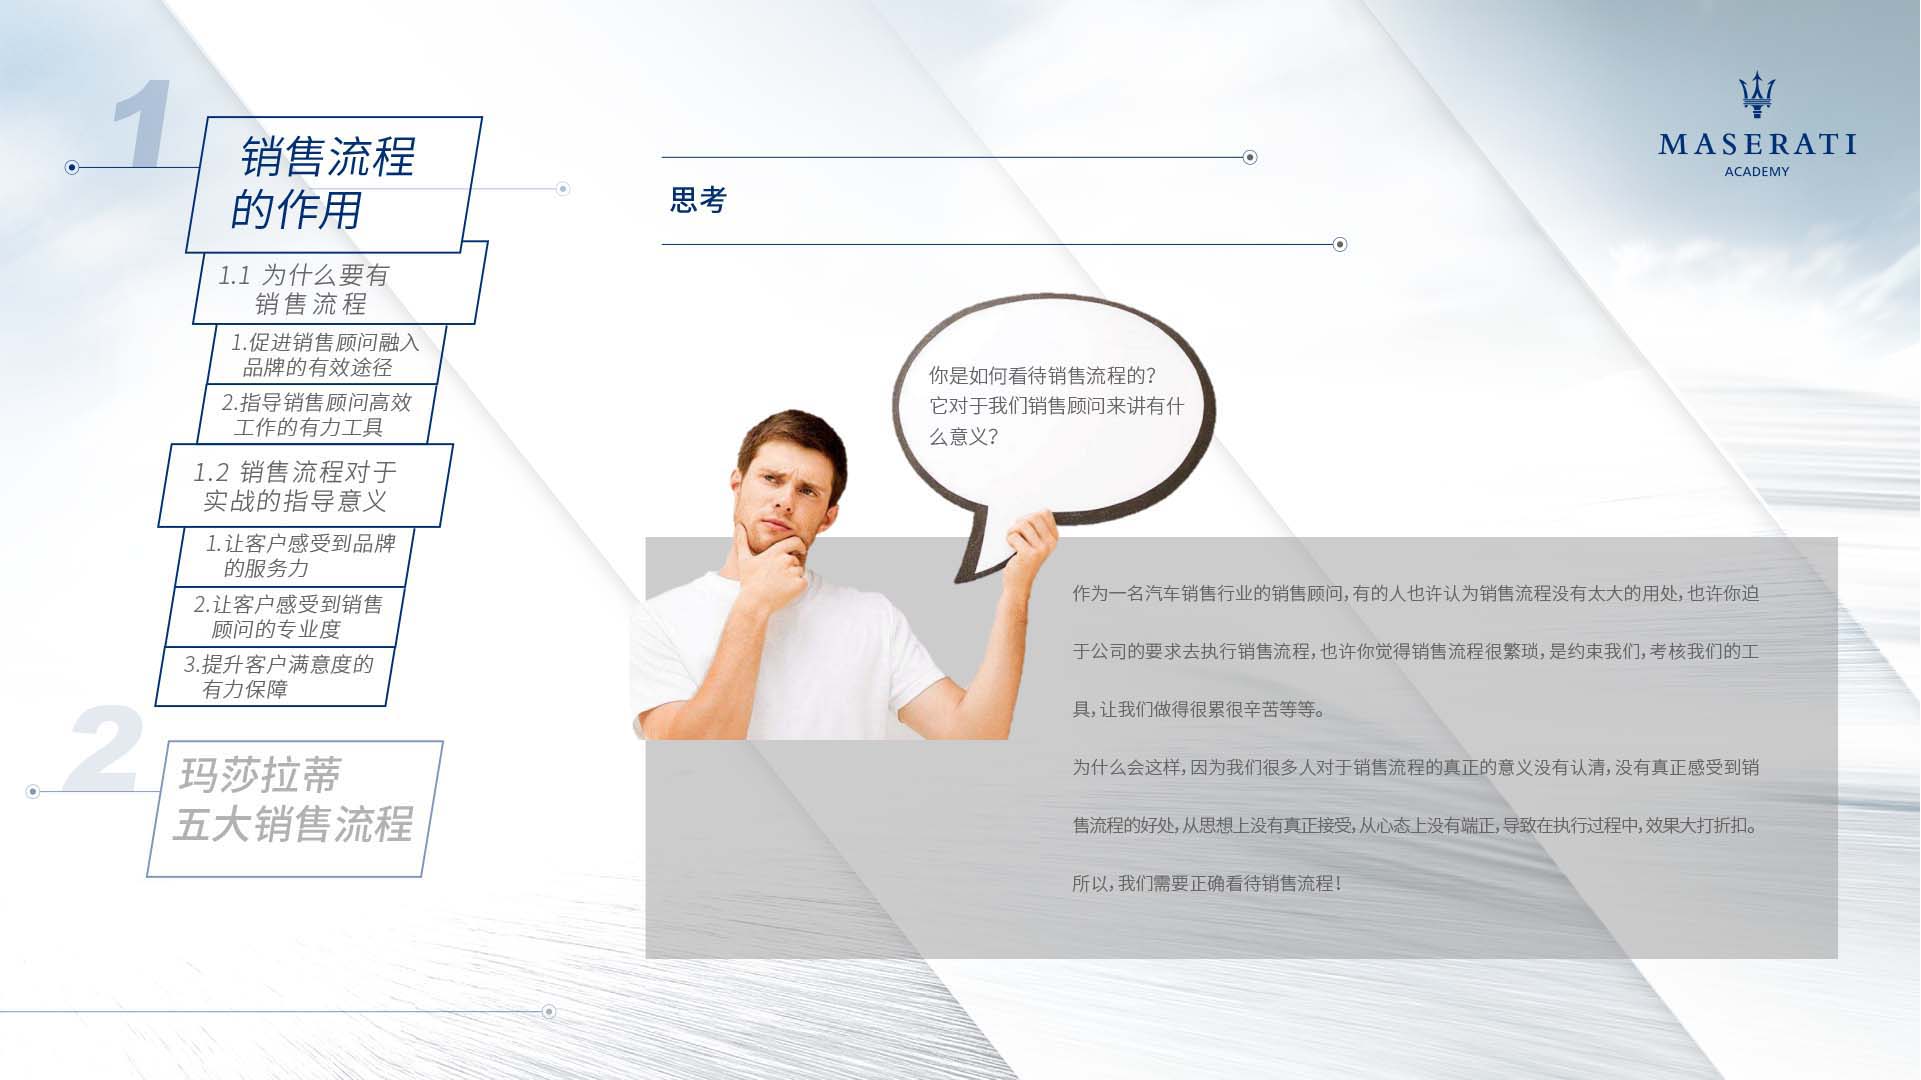 1
销售流程
的作用
1.1 为什么要有
销售流程
1.促进销售顾问融入
品牌的有效途径
2.指导销售顾问高效
工作的有力工具
1.2 销售流程对于
实战的指导意义
1.让客户感受到品牌
的服务力
2.让客户感受到销售
顾问的专业度
3.提升客户满意度的
有力保障
2
玛莎拉蒂
五大销售流程
思考
你是如何看待销售流程的?
它对于我们销售顾问来讲有什
么意义?
作为一名汽车销售行业的销售顾问,有的人也许认为销售流程没有太大的用处,也许你迫
于公司的要求去执行销售流程,也许你觉得销售流程很繁琐,是约束我们,考核我们的工
具,让我们做得很累很辛苦等等。
为什么会这样,因为我们很多人对于销售流程的真正的意义没有认清,没有真正感受到销
售流程的好处,从思想上没有真正接受,从心态上没有端正,导致在执行过程中,效果大打折扣。
所以,我们需要正确看待销售流程!
MASERATI
ACADEMY